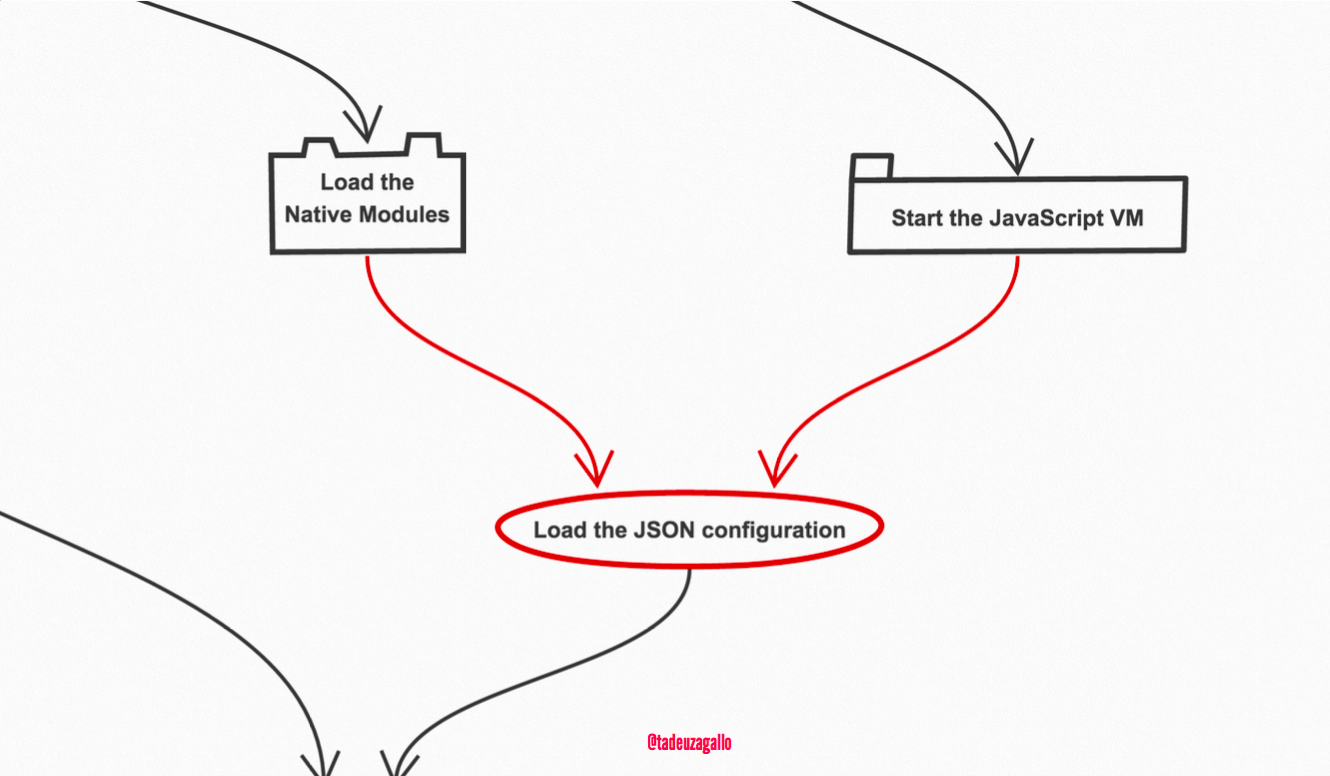 Load the
Native Modules
Start the JavaScript VM
Load the JSON configuration
@tadeuzagallo